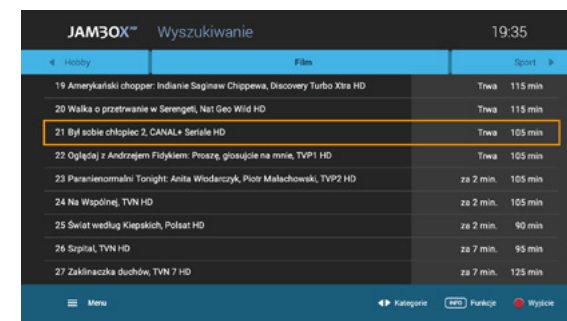 JAMBOX Wyszukiwanie 19:35
Hobby Film Sport
19 Amerykański chopper: Indianie Saginaw Chippewa, Discovery Turbo Xtra HD Trwa 115 min
20 Walka o przetrwanie w Serengeti, Nat Geo Wild HD Trwa 115 min
21 Był sobie chłopiec 2, CANAL+ Seriale HD Trwa 105 min
22 Oglądaj z Andrzejem Fidykiem: Proszę, głosujcie na mnie, TVP1 HD Trwa 105 min
23 Paranienormalni Tonight: Anita Włodarczyk, Piotr Małachowski, TVP2 HD za 2 min. 105 min
24 Na Wspólnej, TVN HD za 2 min. 105 min
25 Świat według Kiepskich, Polsat HD za 2 min. 90 min
26 Szpital, TVN HD za 7 min. 95 min
27 Zaklinaczka duchów, TVN 7 HD za 7 min. 125 min
Menu Kategorie INFO Funkcje Wyjście